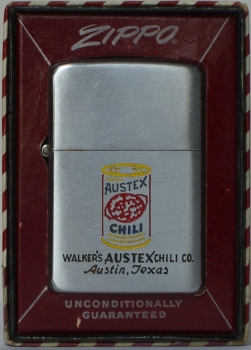 ZIPPO
AUSTEX
CHILI
WALKER'S AUSTEX CHILI CO.
Austin, Texas
UNCONDITIONALLY
GUARANTEED